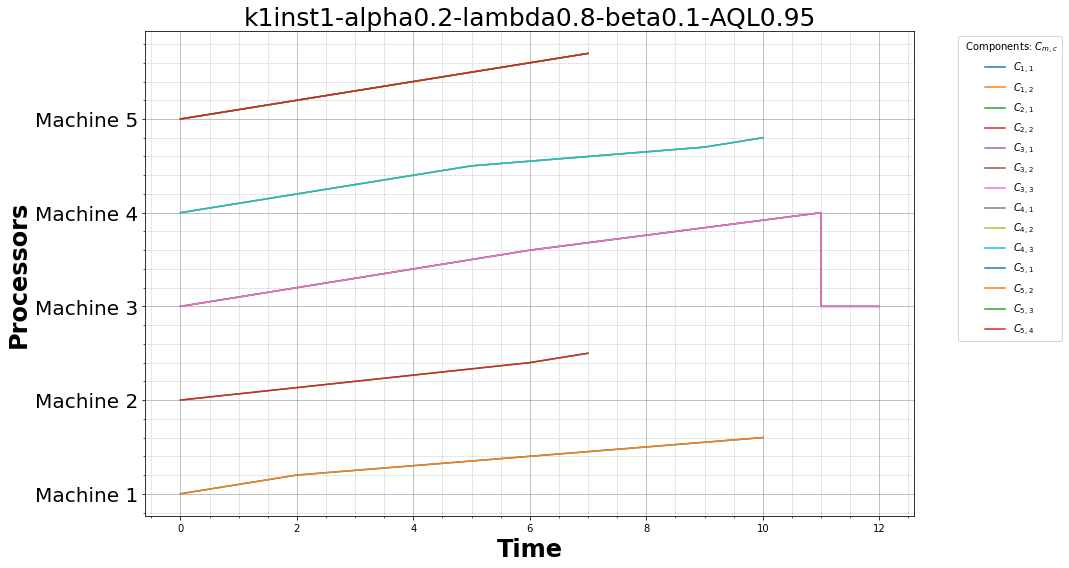 k1inst1-alpha0.2-lambda0.8-beta0.1-AQL0.95
Processors
Machine 5
Machine 4
Machine 3
Machine 2
Machine 1
0 2 4 6 8 10 12
Time
Components: C_{m,c}
C_{1,1}
C_{1,2}
C_{2,1}
C_{2,2}
C_{3,1}
C_{3,2}
C_{3,3}
C_{4,1}
C_{4,2}
C_{4,3}
C_{5,1}
C_{5,2}
C_{5,3}
C_{5,4}